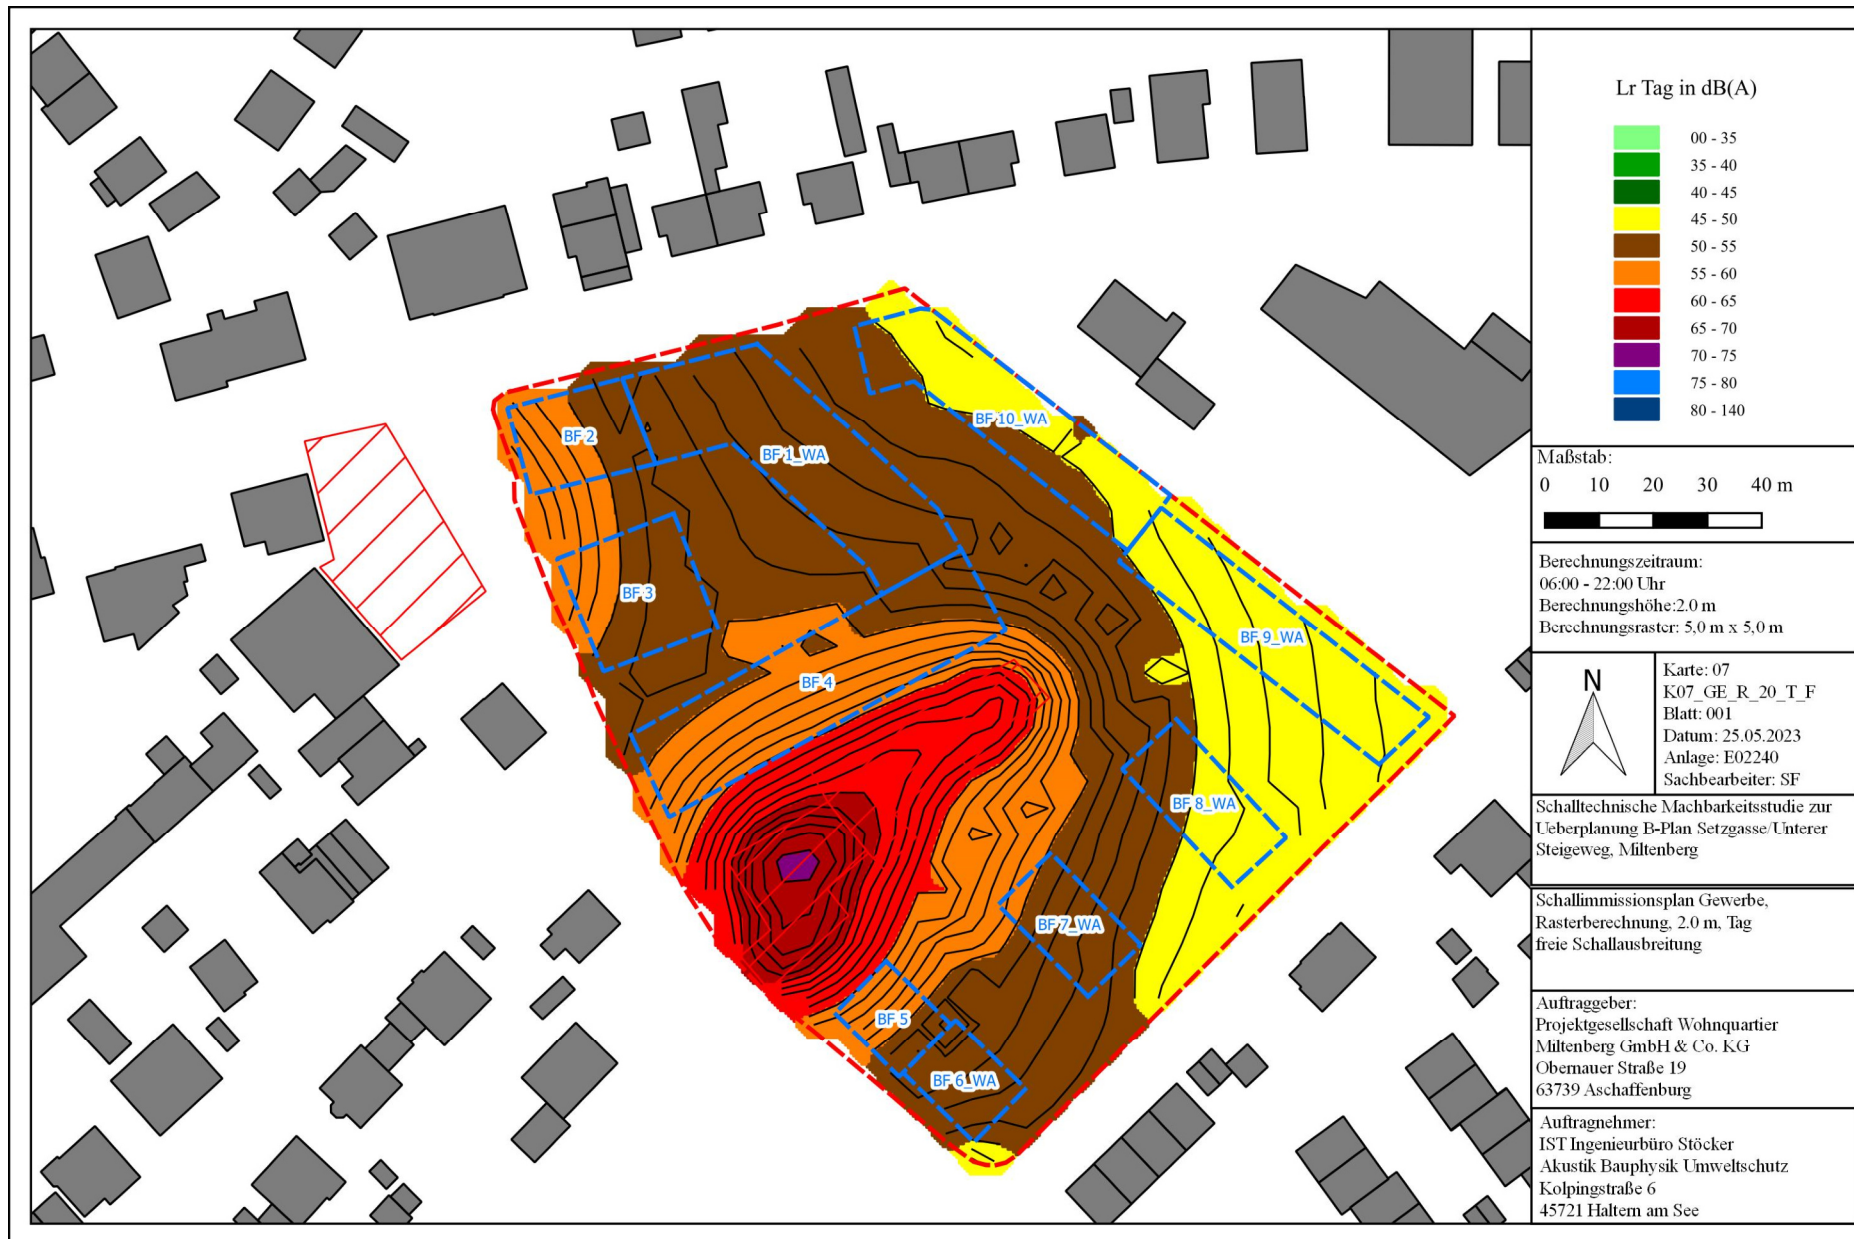 Lr Tag in dB(A)
00 - 35
35 - 40
40 - 45
45 - 50
50 - 55
55 - 60
60 - 65
65 - 70
70 - 75
75 - 80
80 - 140
Maßstab:
0 10 20 30 40 m
Berechnungszeitraum:
06:00 - 22:00 Uhr
Berechnungshöhe:2.0 m
Berechnungsraster: 5,0 m x 5,0 m
N
Karte: 07
K07_GE_R_20_T_F
Blatt: 001
Datum: 25.05.2023
Anlage: E02240
Sachbearbeiter: SF
Schalltechnische Machbarkeitsstudie zur
Ueberplanung B-Plan Setzgasse/Unterer
Steigeweg, Miltenberg
Schallimmissionsplan Gewerbe,
Rasterberechnung, 2.0 m, Tag
freie Schallausbreitung
Auftraggeber:
Projektgesellschaft Wohnquartier
Miltenberg GmbH & Co. KG
Obernauer Straße 19
63739 Aschaffenburg
Auftragnehmer:
IST Ingenieurbüro Stöcker
Akustik Bauphysik Umweltschutz
Kolpingstraße 6
45721 Haltern am See
BF 10_WA
BF 2
BF 1_WA
BF 3
BF 9_WA
BF 4
BF 8_WA
BF 7_WA
BF 5
BF 6_WA